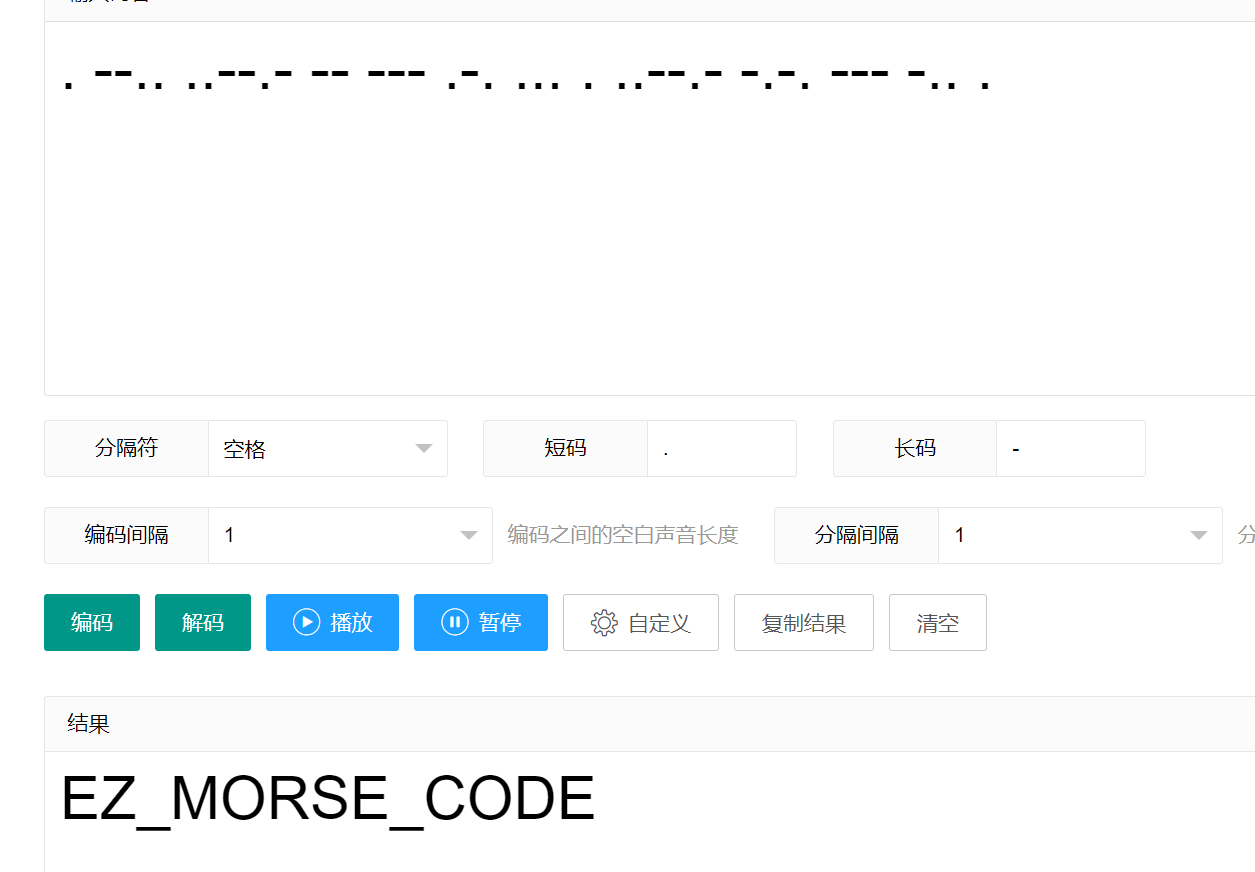 . --.. ..--.- -- --- .-. ... . ..--.- -.-. --- -.. .
分隔符 空格 短码 . 长码 -
编码间隔 1 编码之间的空白声音长度 分隔间隔 1 分
编码 解码 播放 暂停 自定义 复制结果 清空
结果
EZ_MORSE_CODE